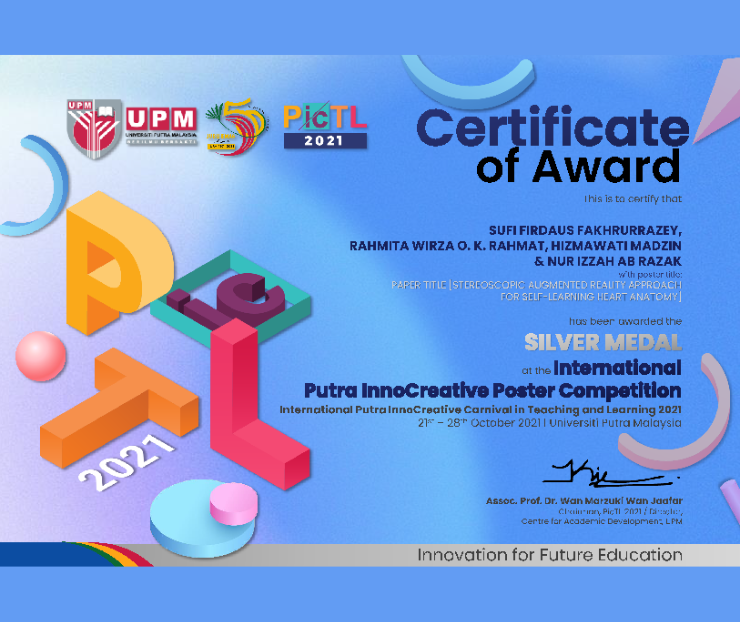 UPM
UPM
UNIVERSITI PUTRA MALAYSIA
BERILMU BERBAKTI
PicTL
2021
Certificate
of Award
This is to certify that
SUFI FIRDAUS FAKHRURRAZEY,
RAHMITA WIRZA O. K. RAHMAT, HIZMAWATI MADZIN
& NUR IZZAH AB RAZAK
with poster title:
PAPER TITLE [STEREOSCOPIC AUGMENTED REALITY APPROACH
FOR SELF-LEARNING HEART ANATOMY]
has been awarded the
SILVER MEDAL
at the International
Putra InnoCreative Poster Competition
International Putra InnoCreative Carnival in Teaching and Learning 2021
21ST – 28th October 2021 | Universiti Putra Malaysia
Assoc. Prof. Dr. Wan Marzuki Wan Jaafar
Chairman, PicTL 2021 / Director,
Centre for Academic Development, UPM
P
ic
T
L
2021
Innovation for Future Education